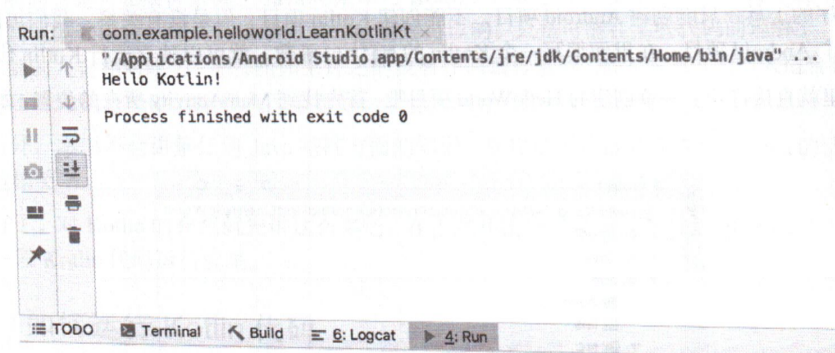 Run: com.example.helloworld.LearnKotlinKt ×
"/Applications/Android Studio.app/Contents/jre/jdk/Contents/Home/bin/java" ...
Hello Kotlin!
Process finished with exit code 0
TODO Terminal Build 6: Logcat 4: Run